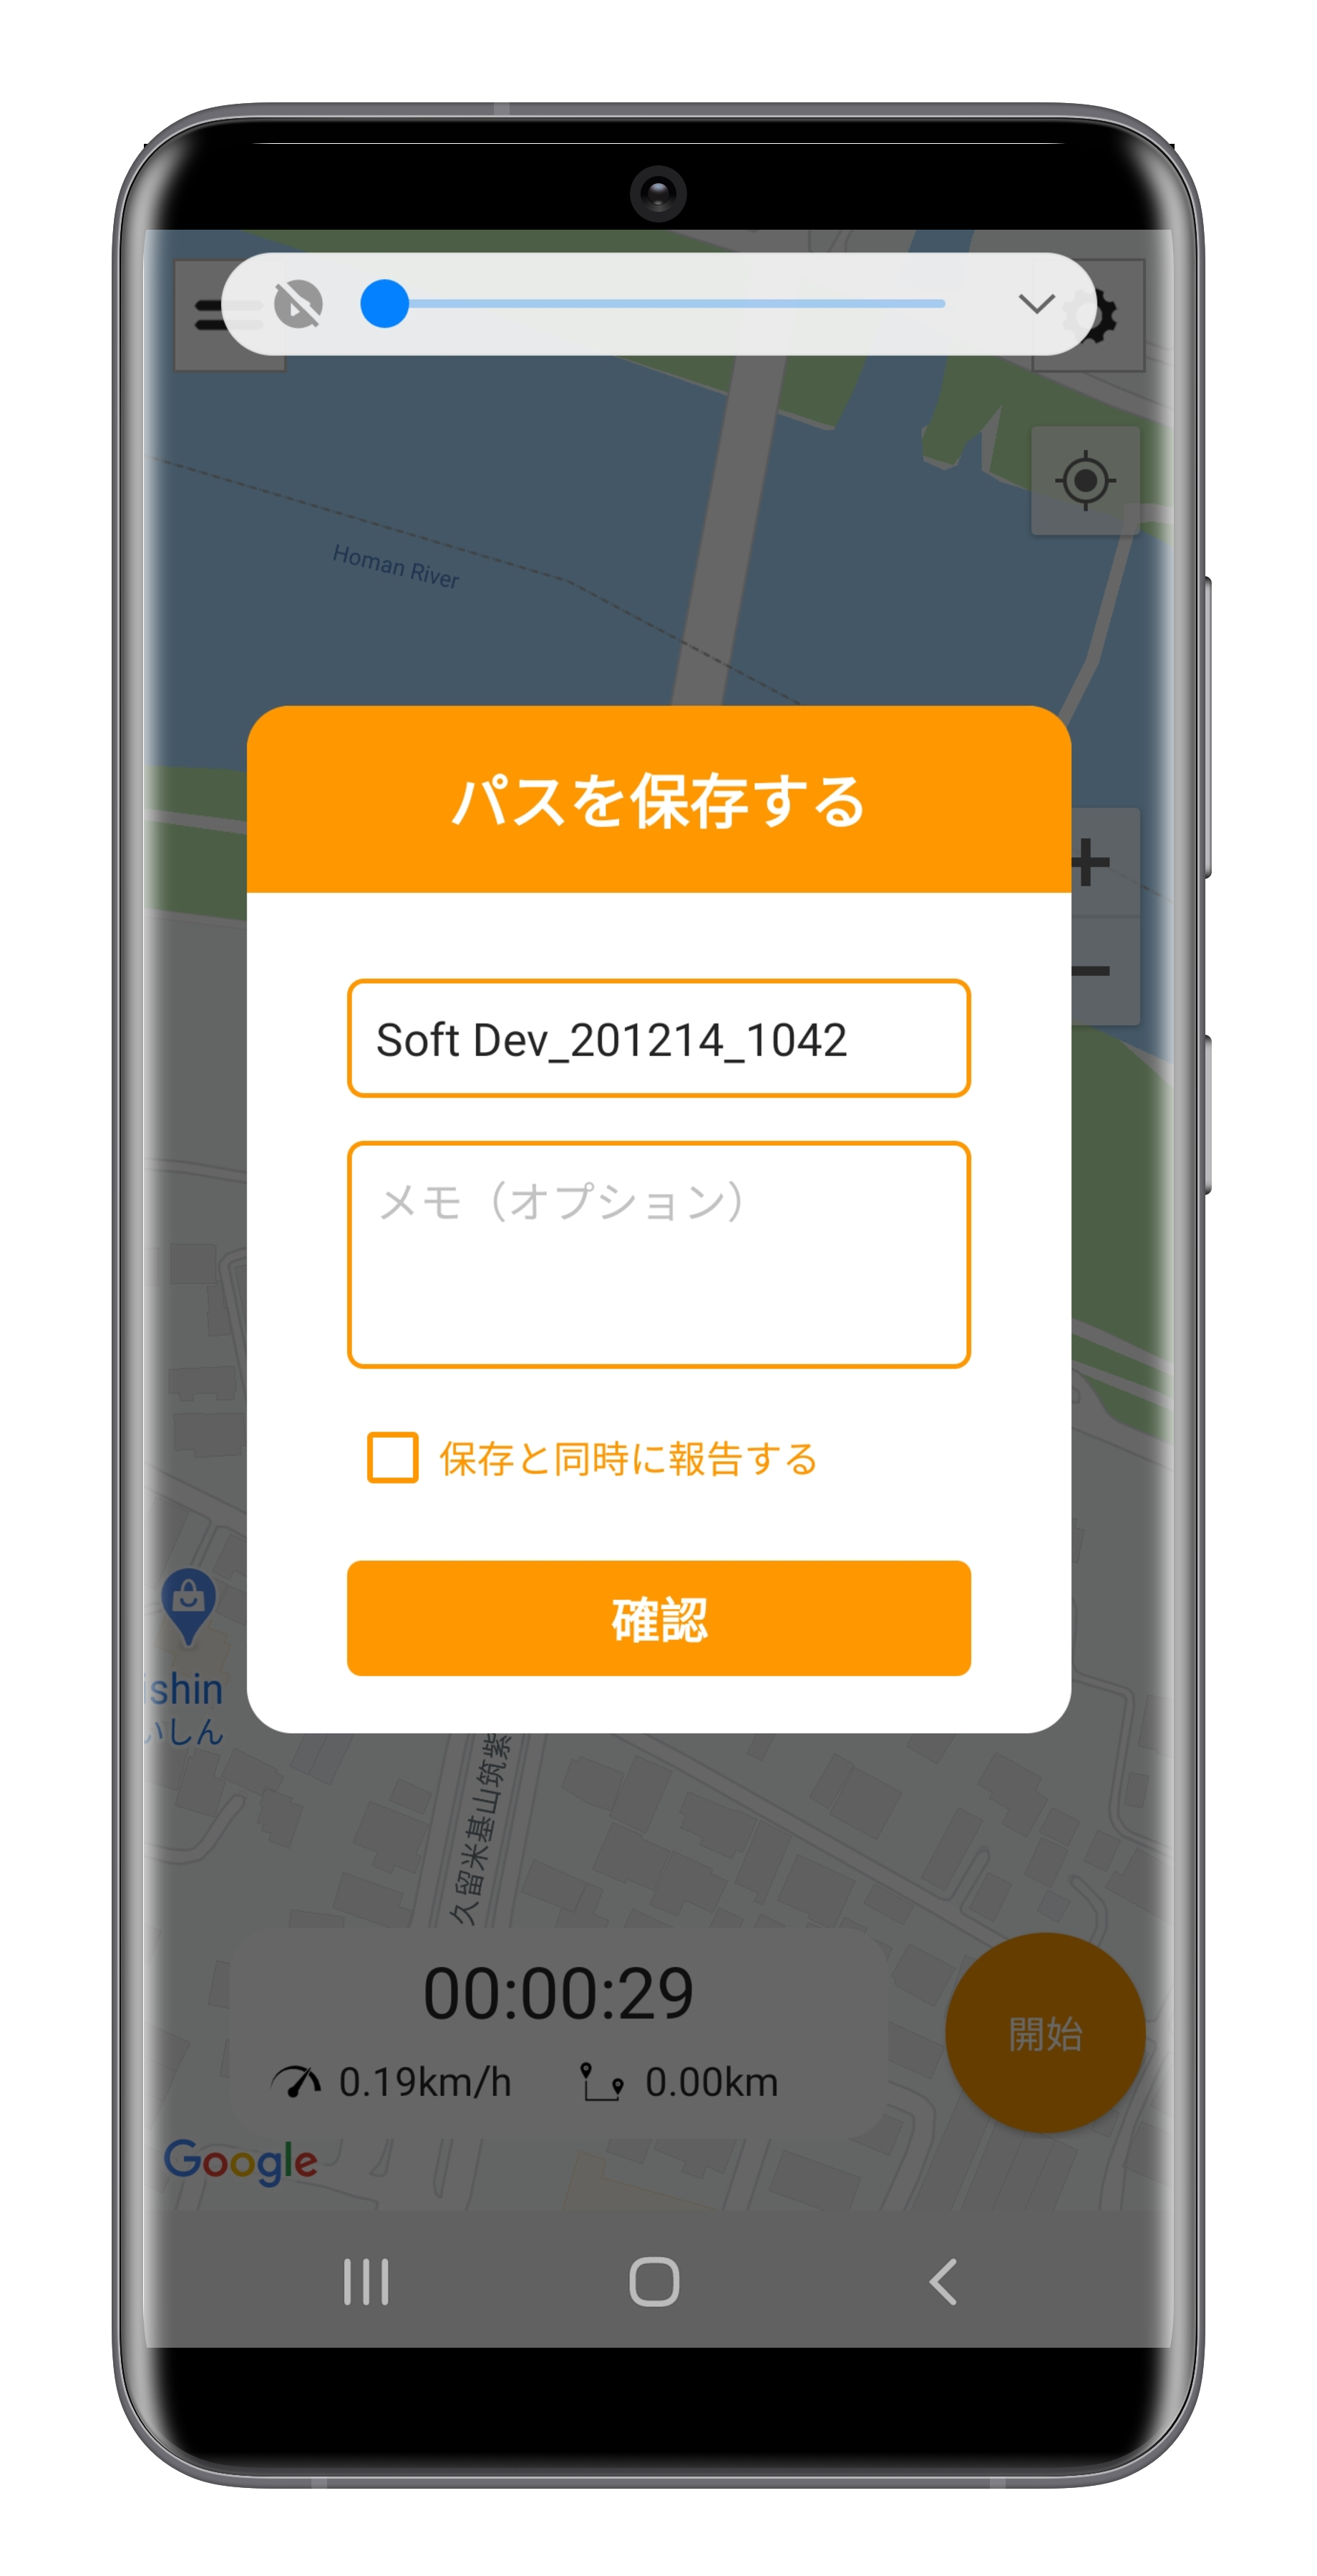 Homan River
パスを保存する
Soft Dev_201214_1042
メモ（オプション）
保存と同時に報告する
確認
ishin
いしん
久留米基山筑紫
00:00:29
0.19km/h
0.00km
開始
Google